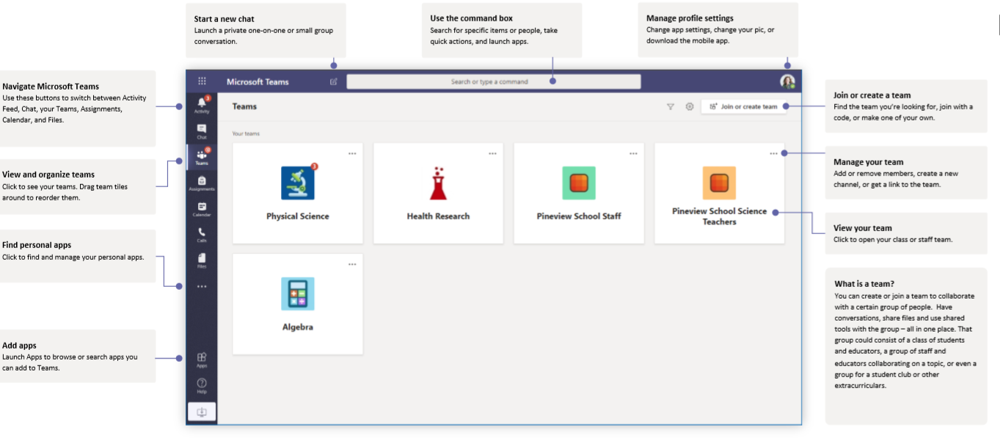 Start a new chat
Launch a private one-on-one or small group
conversation.
Use the command box
Search for specific items or people, take
quick actions, and launch apps.
Manage profile settings
Change app settings, change your pic, or
download the mobile app.
Navigate Microsoft Teams
Use these buttons to switch between Activity
Feed, Chat, your Teams, Assignments,
Calendar, and Files.
View and organize teams
Click to see your teams. Drag team tiles
around to reorder them.
Find personal apps
Click to find and manage your personal apps.
Add apps
Launch Apps to browse or search apps you
can add to Teams.
Microsoft Teams
Search or type a command
3
Activity
Chat
Teams
Assignments
Calendar
Calls
Files
Apps
Help
Teams
Join or create team
Your teams
3
Physical Science
Health Research
Pineview School Staff
Pineview School Science
Teachers
Algebra
Join or create a team
Find the team you're looking for, join with a
code, or make one of your own.
Manage your team
Add or remove members, create a new
channel, or get a link to the team.
View your team
Click to open your class or staff team.
What is a team?
You can create or join a team to collaborate
with a certain group of people.  Have
conversations, share files and use shared
tools with the group – all in one place. That
group could consist of a class of students
and educators, a group of staff and
educators collaborating on a topic, or even a
group for a student club or other
extracurriculars.